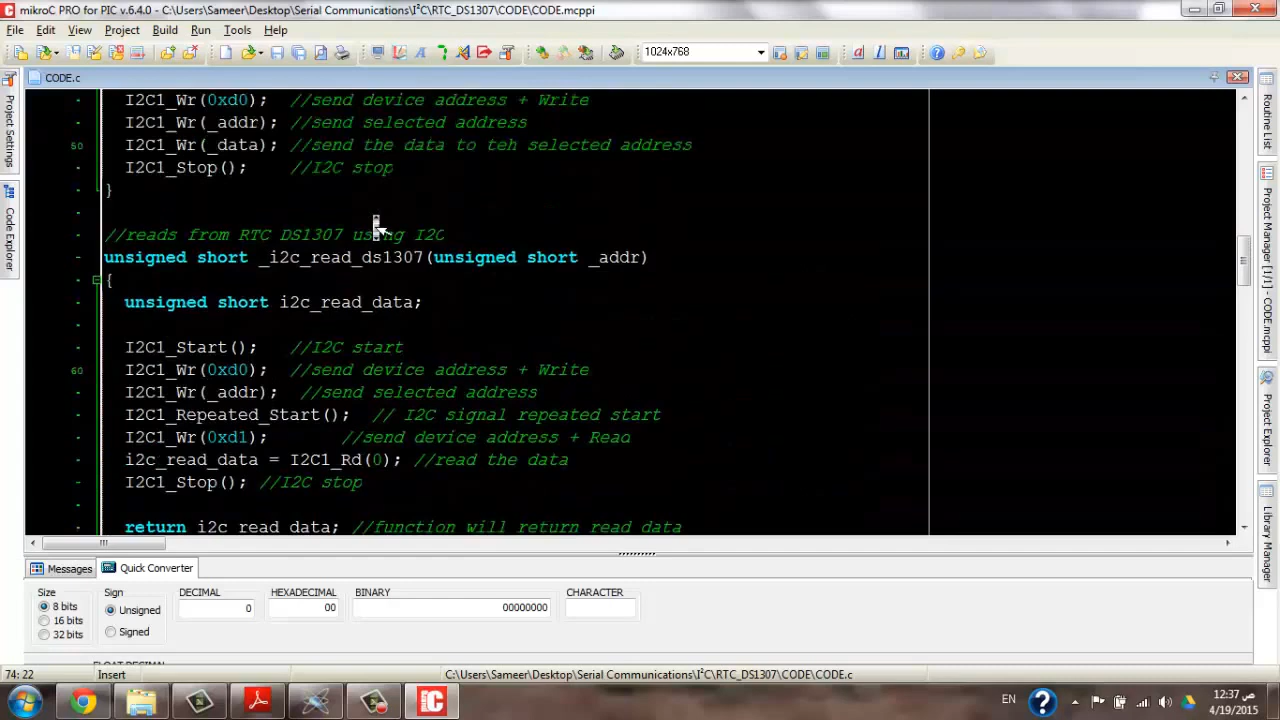 mikroC PRO for PIC v.6.4.0 - C:\Users\Sameer\Desktop\Serial Communications\I²C\RTC_DS1307\CODE\CODE.mcppi
File Edit View Project Build Run Tools Help
1024x768
CODE.c
Project Settings
Code Explorer
Routine List
Project Manager [1/1] - CODE.mcppi
Project Explorer
Library Manager
I2C1_Wr(0xd0); //send device address + Write
I2C1_Wr(_addr); //send selected address
50 I2C1_Wr(_data); //send the data to teh selected address
I2C1_Stop(); //I2C stop
}
//reads from RTC DS1307 using I2C
unsigned short _i2c_read_ds1307(unsigned short _addr)
{
unsigned short i2c_read_data;
I2C1_Start(); //I2C start
60 I2C1_Wr(0xd0); //send device address + Write
I2C1_Wr(_addr); //send selected address
I2C1_Repeated_Start(); // I2C signal repeated start
I2C1_Wr(0xd1); //send device address + Read
i2c_read_data = I2C1_Rd(0); //read the data
I2C1_Stop(); //I2C stop
return i2c_read_data; //function will return read data
Messages Quick Converter
Size Sign DECIMAL HEXADECIMAL BINARY CHARACTER
8 bits Unsigned 0 00 00000000
16 bits
32 bits Signed
FLOAT DECIMAL
74: 22 Insert C:\Users\Sameer\Desktop\Serial Communications\I²C\RTC_DS1307\CODE\CODE.c
EN
12:37 ص
4/19/2015